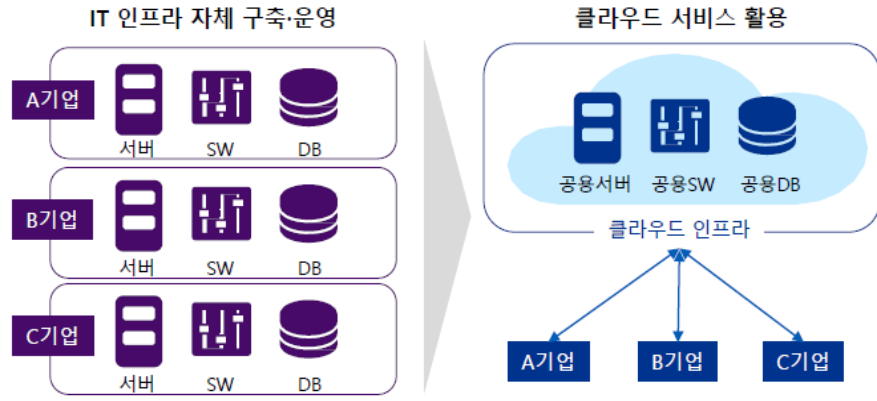 IT 인프라 자체 구축·운영
A기업
서버 SW DB
B기업
서버 SW DB
C기업
서버 SW DB
클라우드 서비스 활용
공용서버 공용SW 공용DB
클라우드 인프라
A기업 B기업 C기업